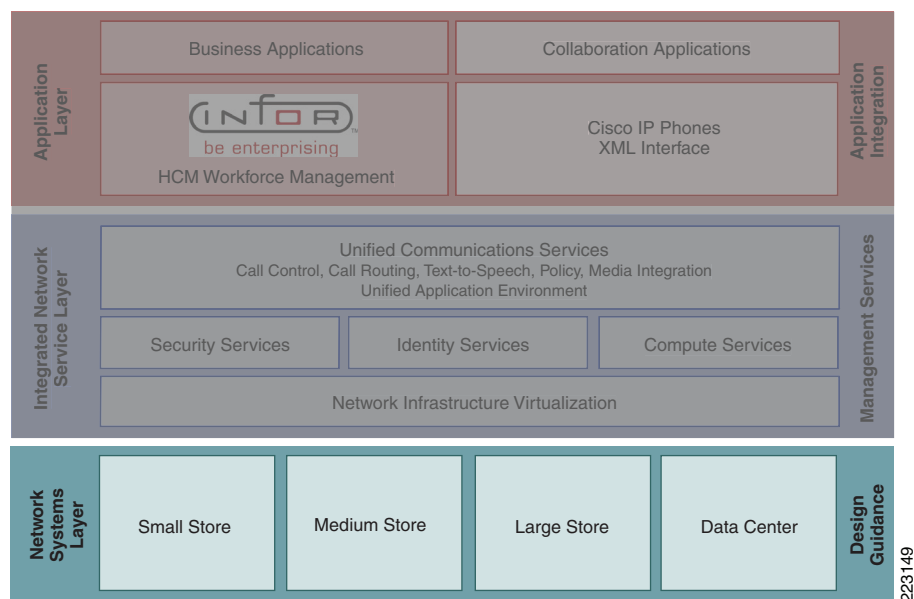 Application
Layer
Business Applications
Collaboration Applications
Application
Integration
INFOR™
be enterprising
HCM Workforce Management
Cisco IP Phones
XML Interface
Integrated Network
Service Layer
Unified Communications Services
Call Control, Call Routing, Text-to-Speech, Policy, Media Integration
Unified Application Environment
Management Services
Security Services
Identity Services
Compute Services
Network Infrastructure Virtualization
Network
Systems
Layer
Small Store
Medium Store
Large Store
Data Center
Design
Guidance
223149